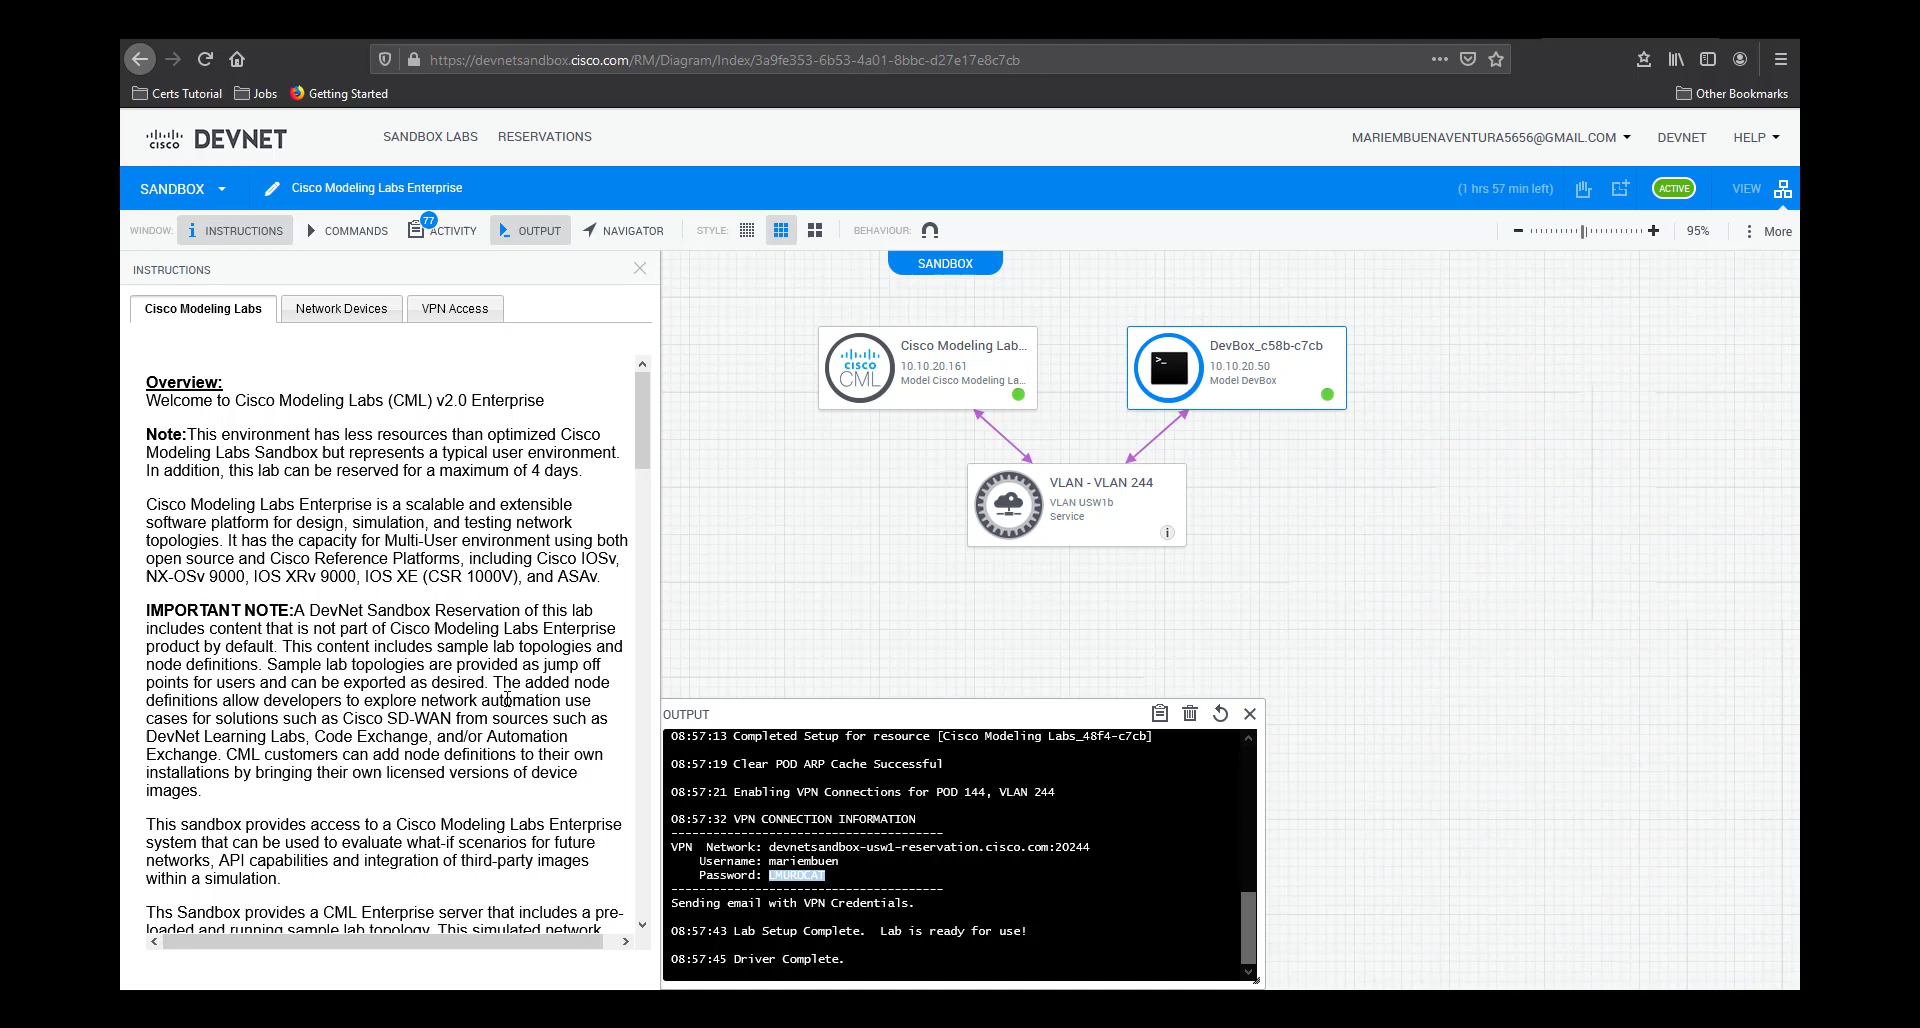 https://devnetsandbox.cisco.com/RM/Diagram/Index/3a9fe353-6b53-4a01-8bbc-d27e17e8c7cb
Certs Tutorial
Jobs
Getting Started
Other Bookmarks
cisco DEVNET
SANDBOX LABS
RESERVATIONS
MARIEMBUENAVENTURA5656@GMAIL.COM
DEVNET
HELP
SANDBOX
Cisco Modeling Labs Enterprise
(1 hrs 57 min left)
ACTIVE
VIEW
WINDOW:
INSTRUCTIONS
COMMANDS
77
ACTIVITY
OUTPUT
NAVIGATOR
STYLE:
BEHAVIOUR:
95%
More
INSTRUCTIONS
Cisco Modeling Labs
Network Devices
VPN Access
Overview:
Welcome to Cisco Modeling Labs (CML) v2.0 Enterprise
Note:This environment has less resources than optimized Cisco
Modeling Labs Sandbox but represents a typical user environment.
In addition, this lab can be reserved for a maximum of 4 days.
Cisco Modeling Labs Enterprise is a scalable and extensible
software platform for design, simulation, and testing network
topologies. It has the capacity for Multi-User environment using both
open source and Cisco Reference Platforms, including Cisco IOSv,
NX-OSv 9000, IOS XRv 9000, IOS XE (CSR 1000V), and ASAv.
IMPORTANT NOTE:A DevNet Sandbox Reservation of this lab
includes content that is not part of Cisco Modeling Labs Enterprise
product by default. This content includes sample lab topologies and
node definitions. Sample lab topologies are provided as jump off
points for users and can be exported as desired. The added node
definitions allow developers to explore network automation use
cases for solutions such as Cisco SD-WAN from sources such as
DevNet Learning Labs, Code Exchange, and/or Automation
Exchange. CML customers can add node definitions to their own
installations by bringing their own licensed versions of device
images.
This sandbox provides access to a Cisco Modeling Labs Enterprise
system that can be used to evaluate what-if scenarios for future
networks, API capabilities and integration of third-party images
within a simulation.
Ths Sandbox provides a CML Enterprise server that includes a pre-
loaded and running sample lab topology. This simulated network
SANDBOX
cisco
CML
Cisco Modeling Lab...
10.10.20.161
Model Cisco Modeling La...
DevBox_c58b-c7cb
10.10.20.50
Model DevBox
VLAN - VLAN 244
VLAN USW1b
Service
OUTPUT
08:57:13 Completed Setup for resource [Cisco Modeling Labs_48f4-c7cb]
08:57:19 Clear POD ARP Cache Successful
08:57:21 Enabling VPN Connections for POD 144, VLAN 244
08:57:32 VPN CONNECTION INFORMATION
---------------------------------------
VPN Network: devnetsandbox-usw1-reservation.cisco.com:20244
Username: mariembuen
Password: LMURDCAT
---------------------------------------
Sending email with VPN Credentials.
08:57:43 Lab Setup Complete. Lab is ready for use!
08:57:45 Driver Complete.